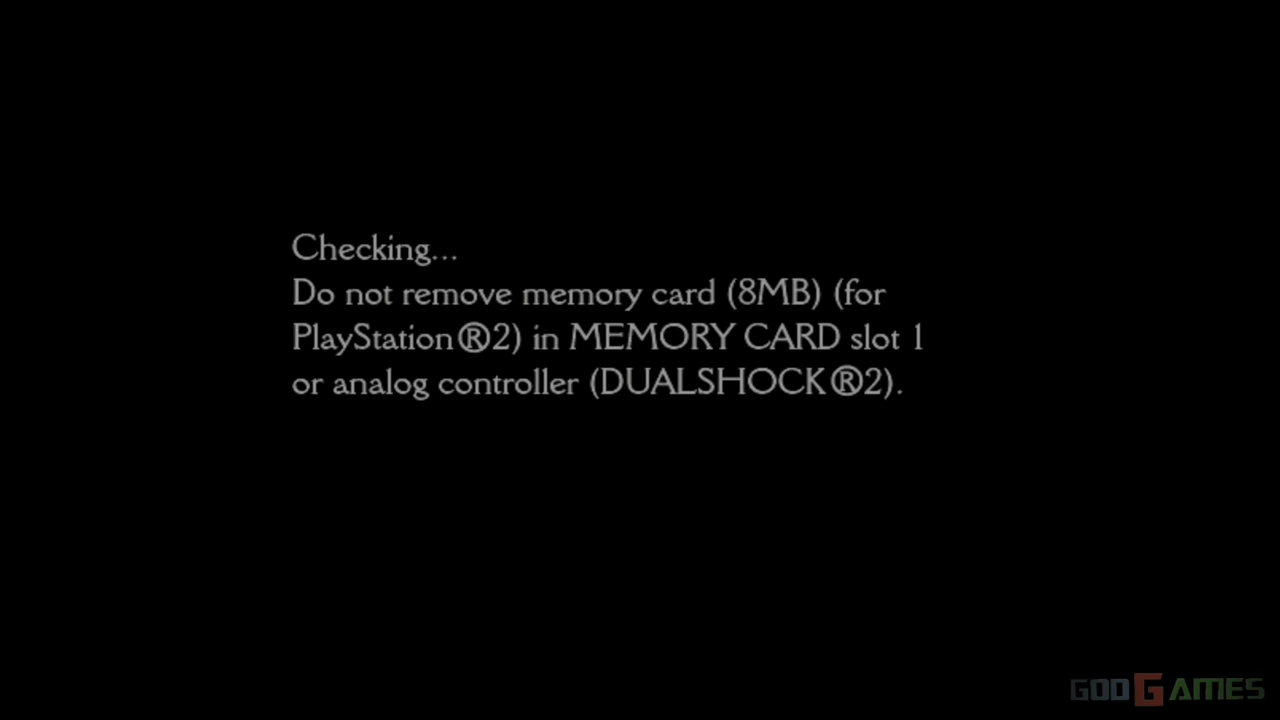 Checking...
Do not remove memory card (8MB) (for
PlayStation®2) in MEMORY CARD slot 1
or analog controller (DUALSHOCK®2).
GODGAMES